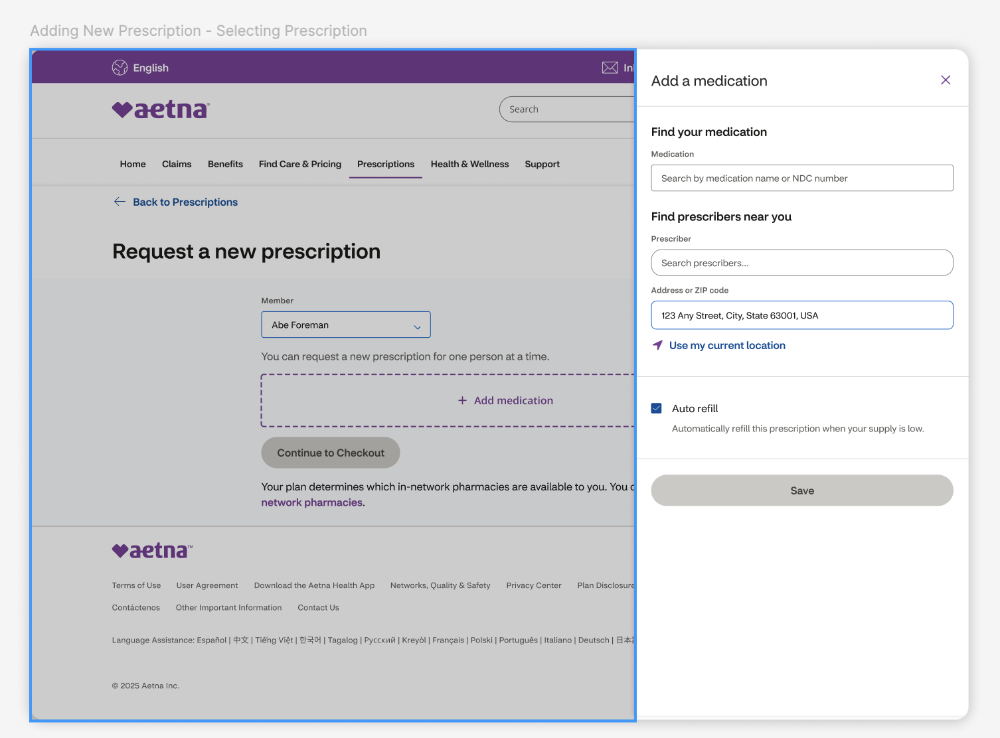 Adding New Prescription - Selecting Prescription
English
aetna
Search
Home Claims Benefits Find Care & Pricing Prescriptions Health & Wellness Support
Back to Prescriptions
Request a new prescription
Member
Abe Foreman
You can request a new prescription for one person at a time.
+ Add medication
Continue to Checkout
Your plan determines which in-network pharmacies are available to you. You
network pharmacies.
aetna™
Terms of Use User Agreement Download the Aetna Health App Networks, Quality & Safety Privacy Center Plan Disclosure
Contáctenos Other Important Information Contact Us
Language Assistance: Español | 中文 | Tiếng Việt | 한국어 | Tagalog | Русский | Kreyòl | Français | Polski | Português | Italiano | Deutsch | 日本
© 2025 Aetna Inc.
Add a medication
Find your medication
Medication
Search by medication name or NDC number
Find prescribers near you
Prescriber
Search prescribers...
Address or ZIP code
123 Any Street, City, State 63001, USA
Use my current location
Auto refill
Automatically refill this prescription when your supply is low.
Save